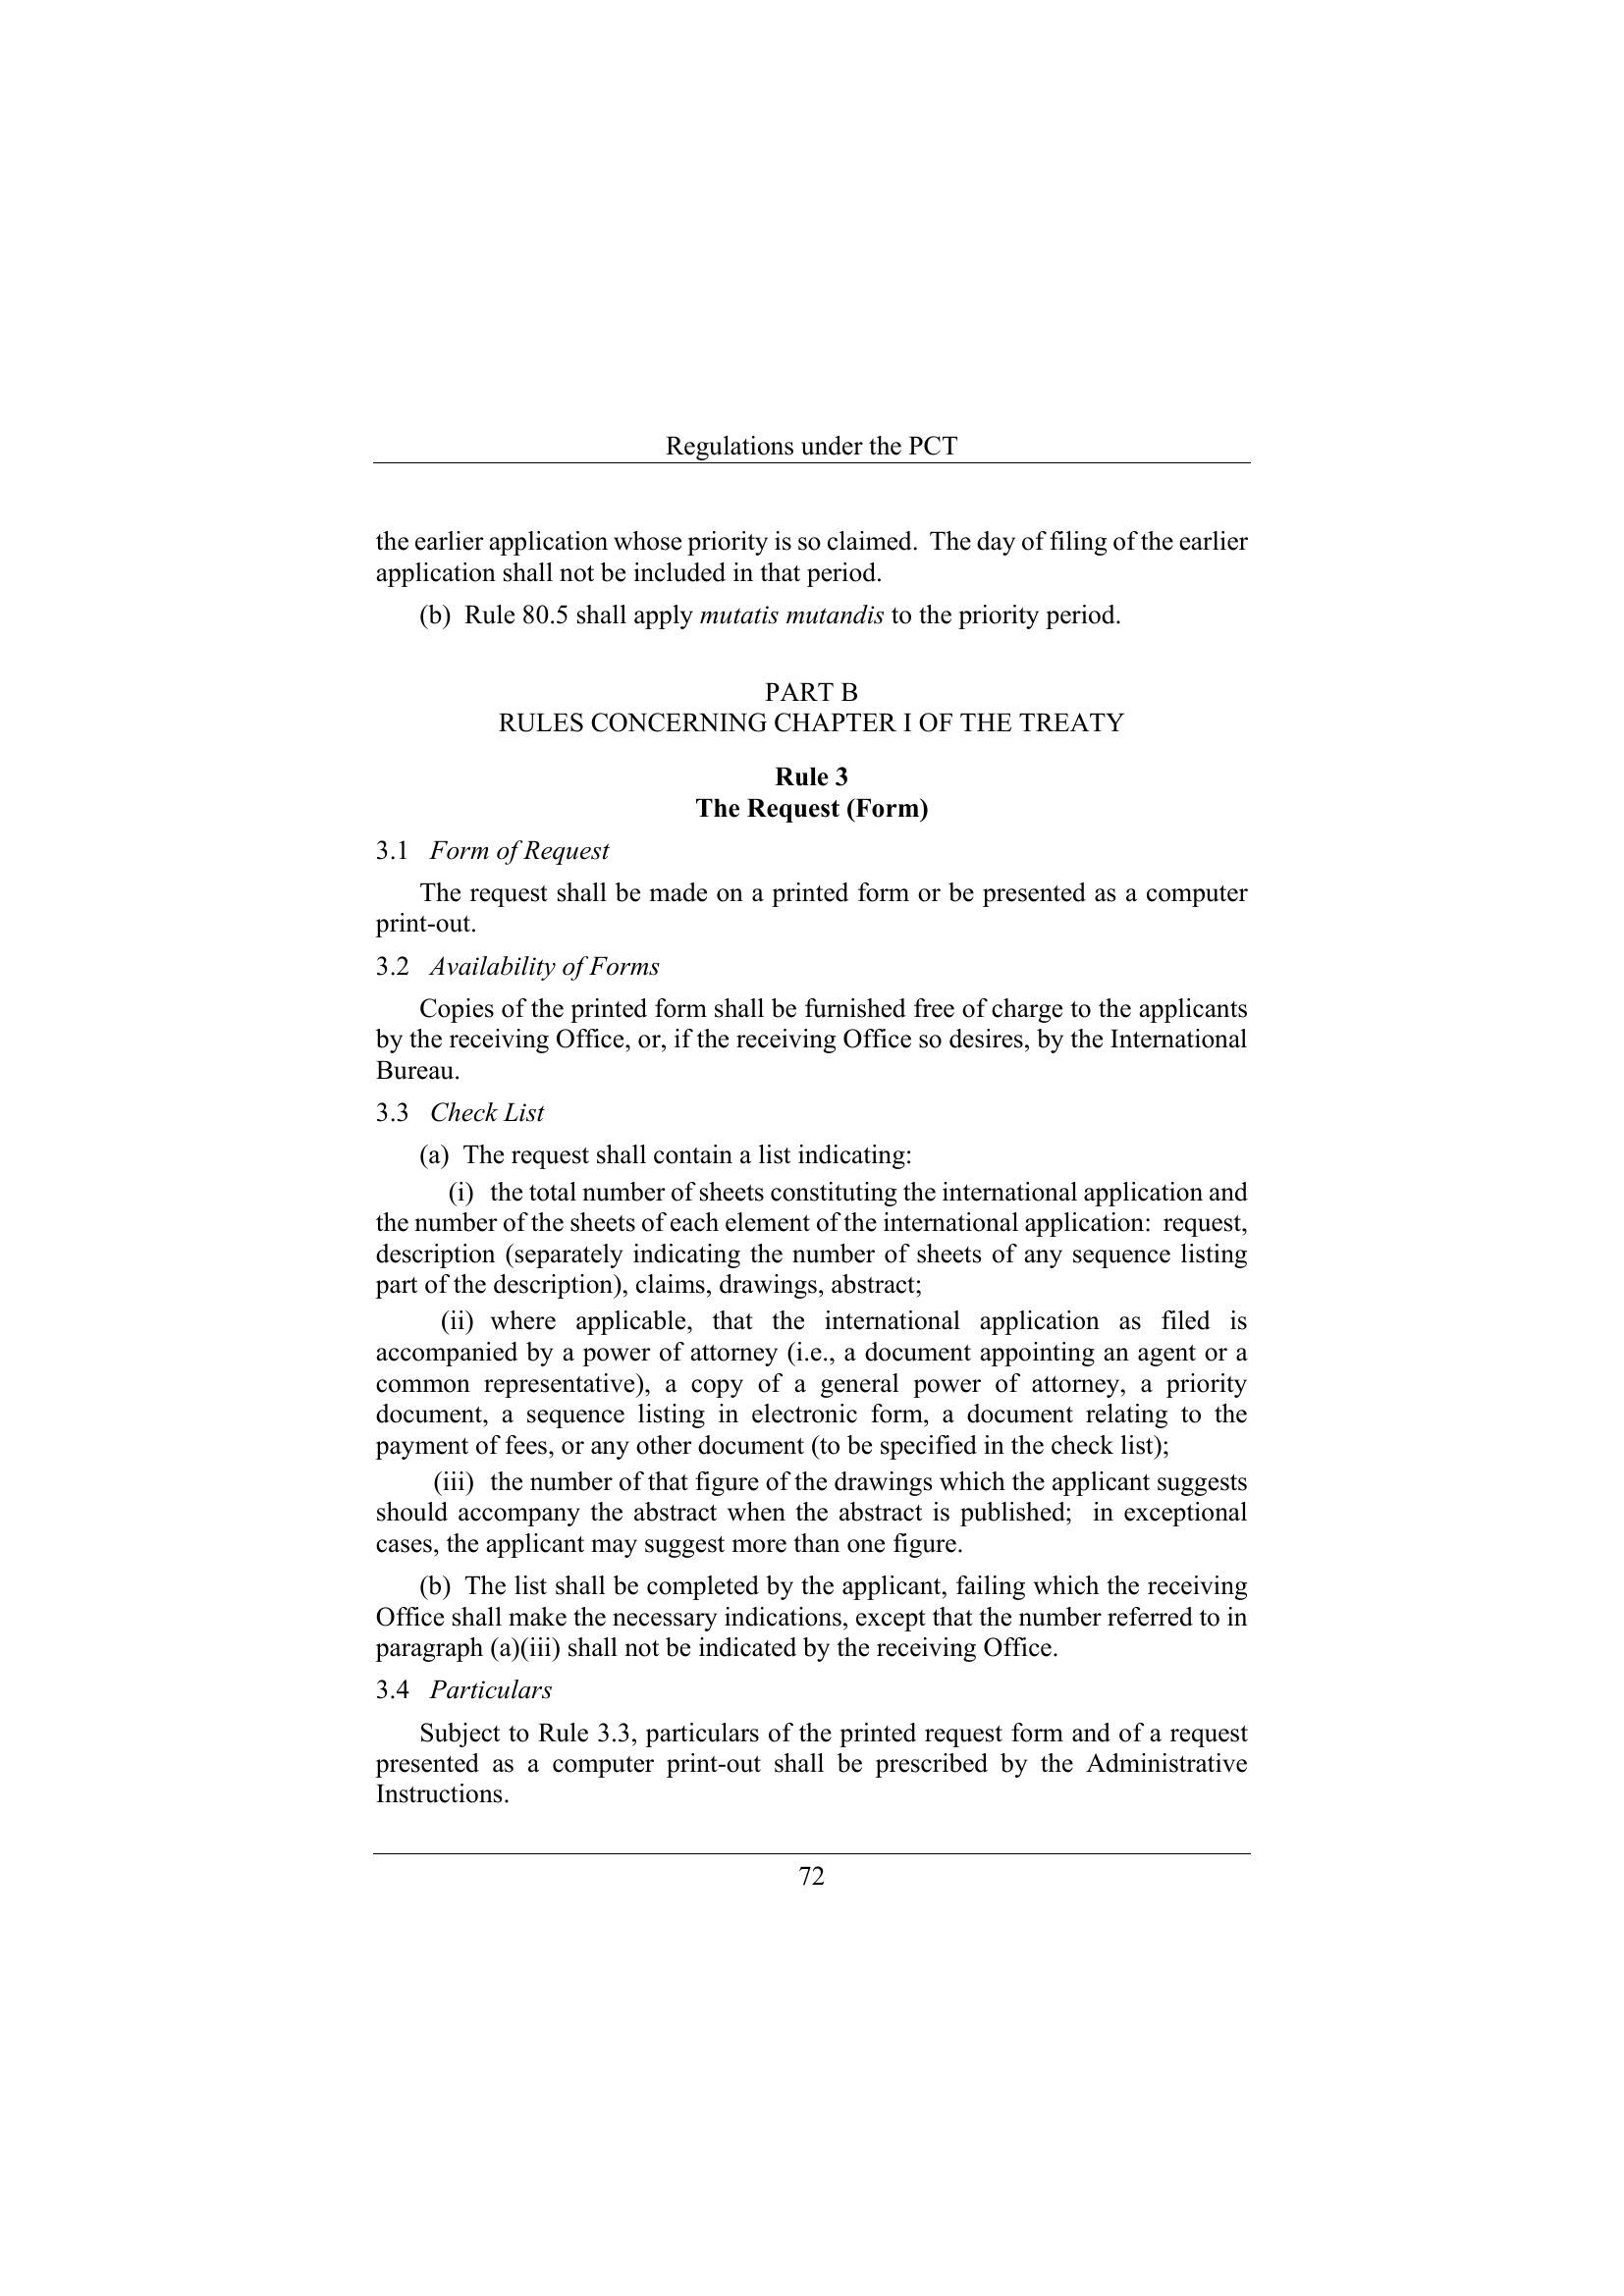 Regulations under the PCT
the earlier application whose priority is so claimed.  The day of filing of the earlier
application shall not be included in that period.
(b)  Rule 80.5 shall apply mutatis mutandis to the priority period.
PART B
RULES CONCERNING CHAPTER I OF THE TREATY
Rule 3
The Request (Form)
3.1   Form of Request
The request shall be made on a printed form or be presented as a computer
print-out.
3.2   Availability of Forms
Copies of the printed form shall be furnished free of charge to the applicants
by the receiving Office, or, if the receiving Office so desires, by the International
Bureau.
3.3   Check List
(a)  The request shall contain a list indicating:
(i)  the total number of sheets constituting the international application and
the number of the sheets of each element of the international application:  request,
description (separately indicating the number of sheets of any sequence listing
part of the description), claims, drawings, abstract;
(ii)  where applicable, that the international application as filed is
accompanied by a power of attorney (i.e., a document appointing an agent or a
common representative), a copy of a general power of attorney, a priority
document, a sequence listing in electronic form, a document relating to the
payment of fees, or any other document (to be specified in the check list);
(iii)  the number of that figure of the drawings which the applicant suggests
should accompany the abstract when the abstract is published;  in exceptional
cases, the applicant may suggest more than one figure.
(b)  The list shall be completed by the applicant, failing which the receiving
Office shall make the necessary indications, except that the number referred to in
paragraph (a)(iii) shall not be indicated by the receiving Office.
3.4   Particulars
Subject to Rule 3.3, particulars of the printed request form and of a request
presented as a computer print-out shall be prescribed by the Administrative
Instructions.
72